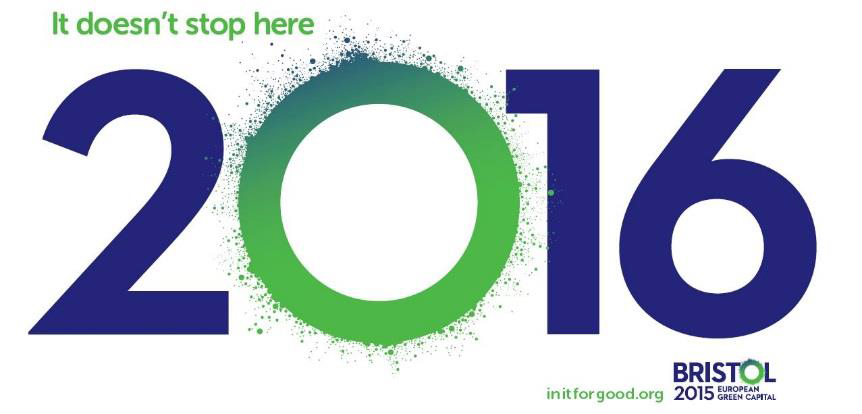 It doesn't stop here
2016
initforgood.org
BRISTOL
2015 EUROPEAN
GREEN CAPITAL